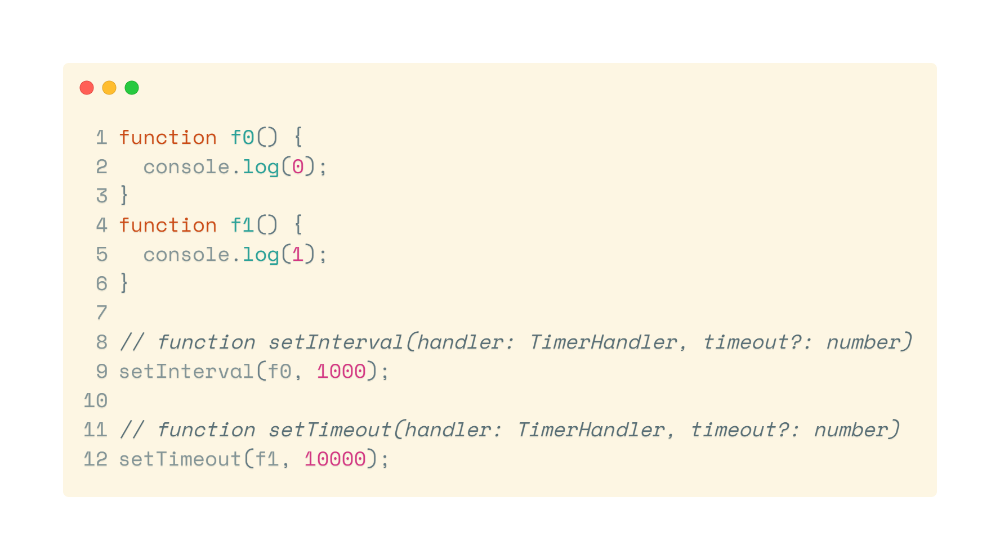 1 function f0() {
2   console.log(0);
3 }
4 function f1() {
5   console.log(1);
6 }
7
8 // function setInterval(handler: TimerHandler, timeout?: number)
9 setInterval(f0, 1000);
10
11 // function setTimeout(handler: TimerHandler, timeout?: number)
12 setTimeout(f1, 10000);